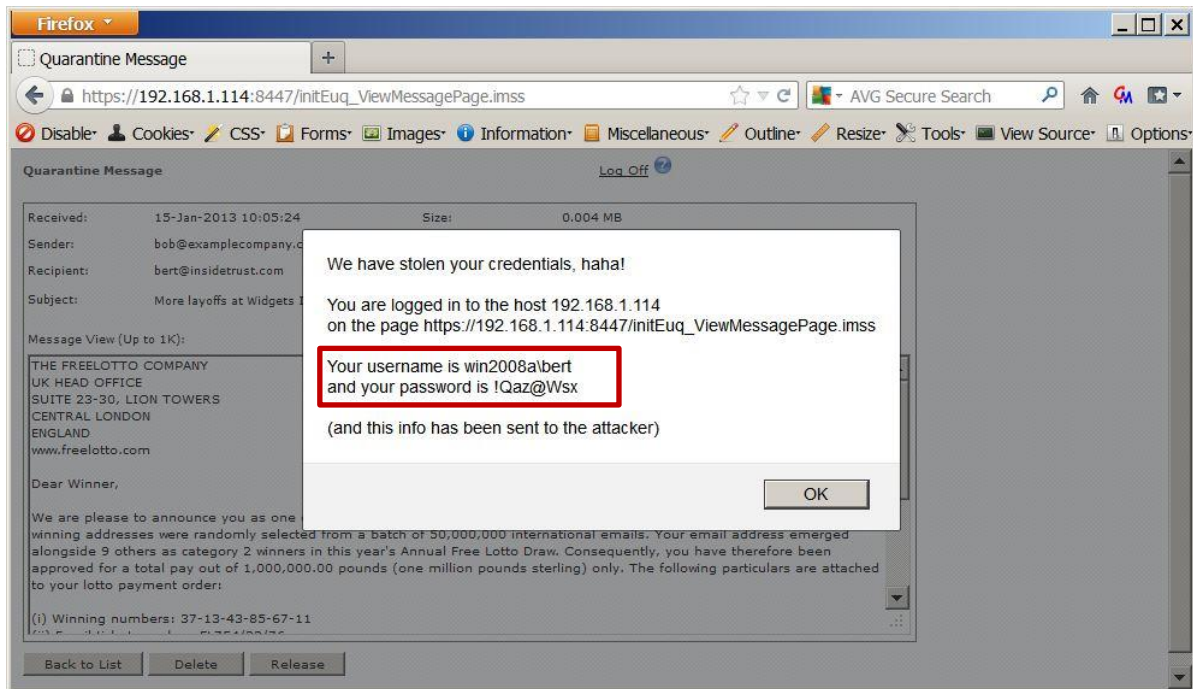 Firefox
Quarantine Message +
https://192.168.1.114:8447/initEuq_ViewMessagePage.imss AVG Secure Search
Disable Cookies CSS Forms Images Information Miscellaneous Outline Resize Tools View Source Options
Quarantine Message Log Off
Received: 15-Jan-2013 10:05:24 Size: 0.004 MB
Sender: bob@examplecompany.c
Recipient: bert@insidetrust.com
Subject: More layoffs at Widgets I
Message View (Up to 1K):
THE FREELOTTO COMPANY
UK HEAD OFFICE
SUITE 23-30, LION TOWERS
CENTRAL LONDON
ENGLAND
www.freelotto.com
Dear Winner,
We are please to announce you as one
winning addresses were randomly selected from a batch of 50,000,000 international emails. Your email address emerged
alongside 9 others as category 2 winners in this year's Annual Free Lotto Draw. Consequently, you have therefore been
approved for a total pay out of 1,000,000.00 pounds (one million pounds sterling) only. The following particulars are attached
to your lotto payment order:
(i) Winning numbers: 37-13-43-85-67-11
We have stolen your credentials, haha!
You are logged in to the host 192.168.1.114
on the page https://192.168.1.114:8447/initEuq_ViewMessagePage.imss
Your username is win2008a\bert
and your password is !Qaz@Wsx
(and this info has been sent to the attacker)
OK
Back to List Delete Release